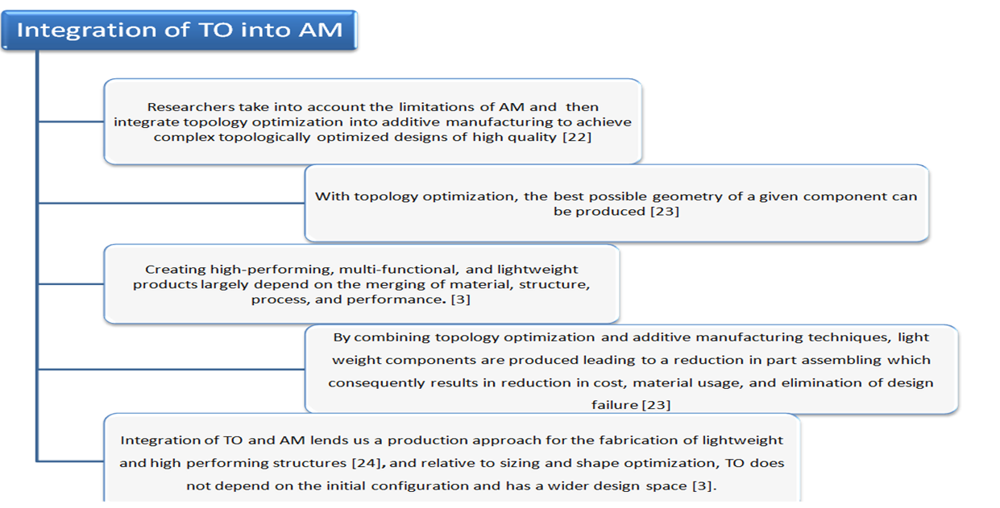 Integration of TO into AM
Researchers take into account the limitations of AM and then
integrate topology optimization into additive manufacturing to achieve
complex topologically optimized designs of high quality [22]
With topology optimization, the best possible geometry of a given component can
be produced [23]
Creating high-performing, multi-functional, and lightweight
products largely depend on the merging of material, structure,
process, and performance. [3]
By combining topology optimization and additive manufacturing techniques, light
weight components are produced leading to a reduction in part assembling which
consequently results in reduction in cost, material usage, and elimination of design
failure [23]
Integration of TO and AM lends us a production approach for the fabrication of lightweight
and high performing structures [24], and relative to sizing and shape optimization, TO does
not depend on the initial configuration and has a wider design space [3].